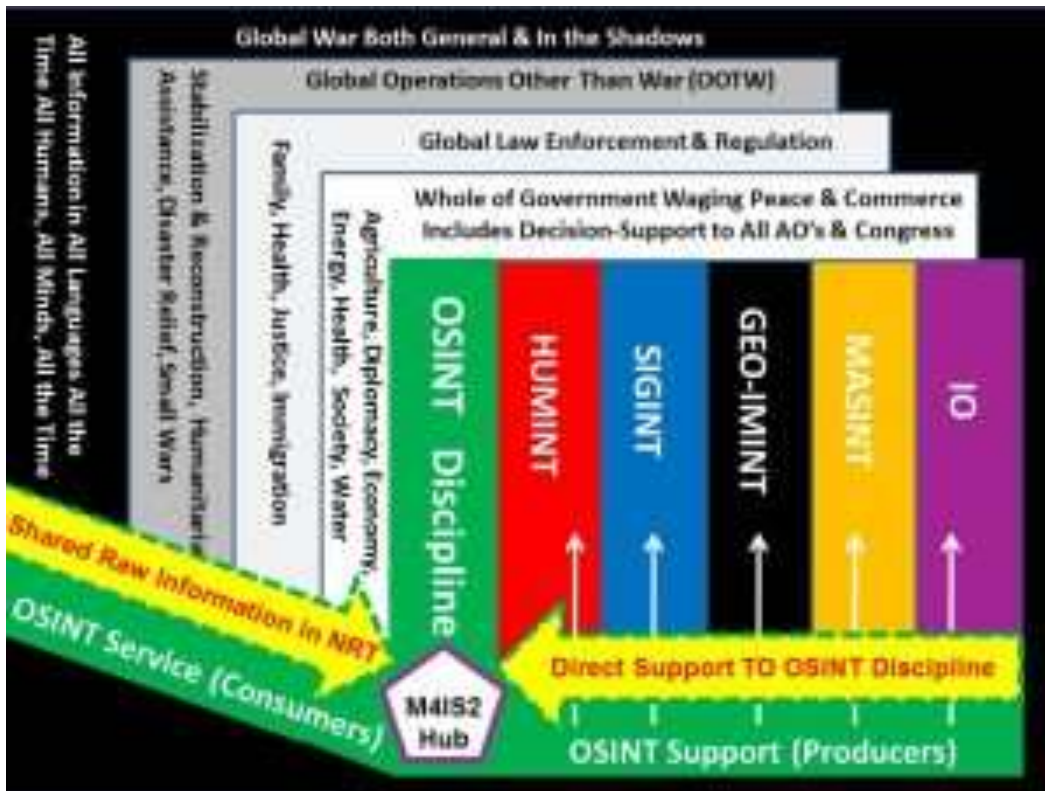 Global War Both General & In the Shadows
All Information In All Languages All the
Time All Humans, All Minds, All the Time
Global Operations Other Than War (OOTW)
Stabilization & Reconstruction, Humanitaria
Assistance, Disaster Relief, Small Wars
Global Law Enforcement & Regulation
Family, Health, Justice, Immigration
Whole of Government Waging Peace & Commerce
Includes Decision-Support to All AO's & Congress
Agriculture, Diplomacy, Economy,
Energy, Health, Society, Water
OSINT Discipline
HUMINT
SIGINT
GEO-IMINT
MASINT
IO
Shared Raw Information in NRT
OSINT Service (Consumers)
Direct Support TO OSINT Discipline
M4IS2
Hub
OSINT Support (Producers)